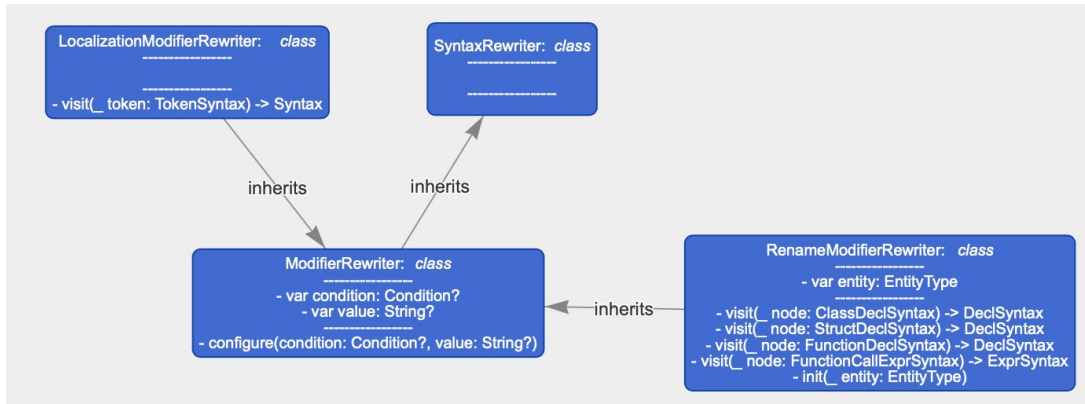 LocalizationModifierRewriter: class
-----------------
-----------------
- visit(_ token: TokenSyntax) -> Syntax
SyntaxRewriter: class
-----------------
-----------------
inherits
inherits
ModifierRewriter: class
-----------------
- var condition: Condition?
- var value: String?
-----------------
- configure(condition: Condition?, value: String?)
inherits
RenameModifierRewriter: class
-----------------
- var entity: EntityType
-----------------
- visit(_ node: ClassDeclSyntax) -> DeclSyntax
- visit(_ node: StructDeclSyntax) -> DeclSyntax
- visit(_ node: FunctionDeclSyntax) -> DeclSyntax
- visit(_ node: FunctionCallExprSyntax) -> ExprSyntax
- init(_ entity: EntityType)